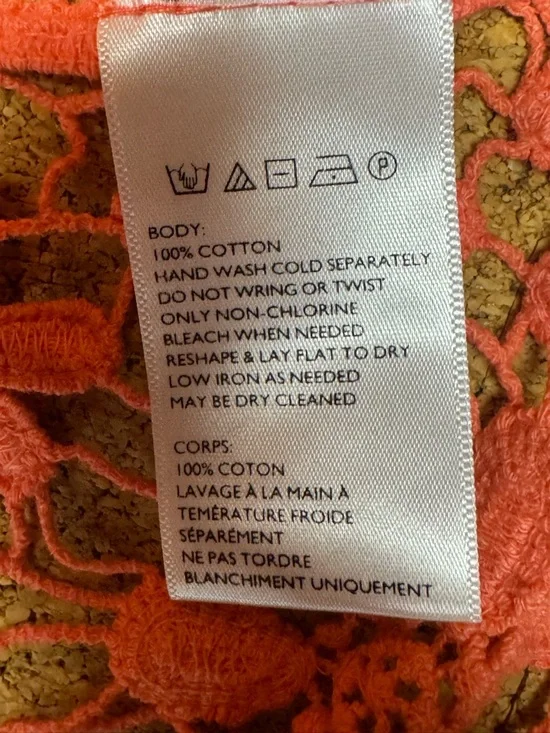 P
BODY:
100% COTTON
HAND WASH COLD SEPARATELY
DO NOT WRING OR TWIST
ONLY NON-CHLORINE
BLEACH WHEN NEEDED
RESHAPE & LAY FLAT TO DRY
LOW IRON AS NEEDED
MAY BE DRY CLEANED
CORPS:
100% COTON
LAVAGE À LA MAIN À
TEMÉRATURE FROIDE
SÉPARÉMENT
NE PAS TORDRE
BLANCHIMENT UNIQUEMENT